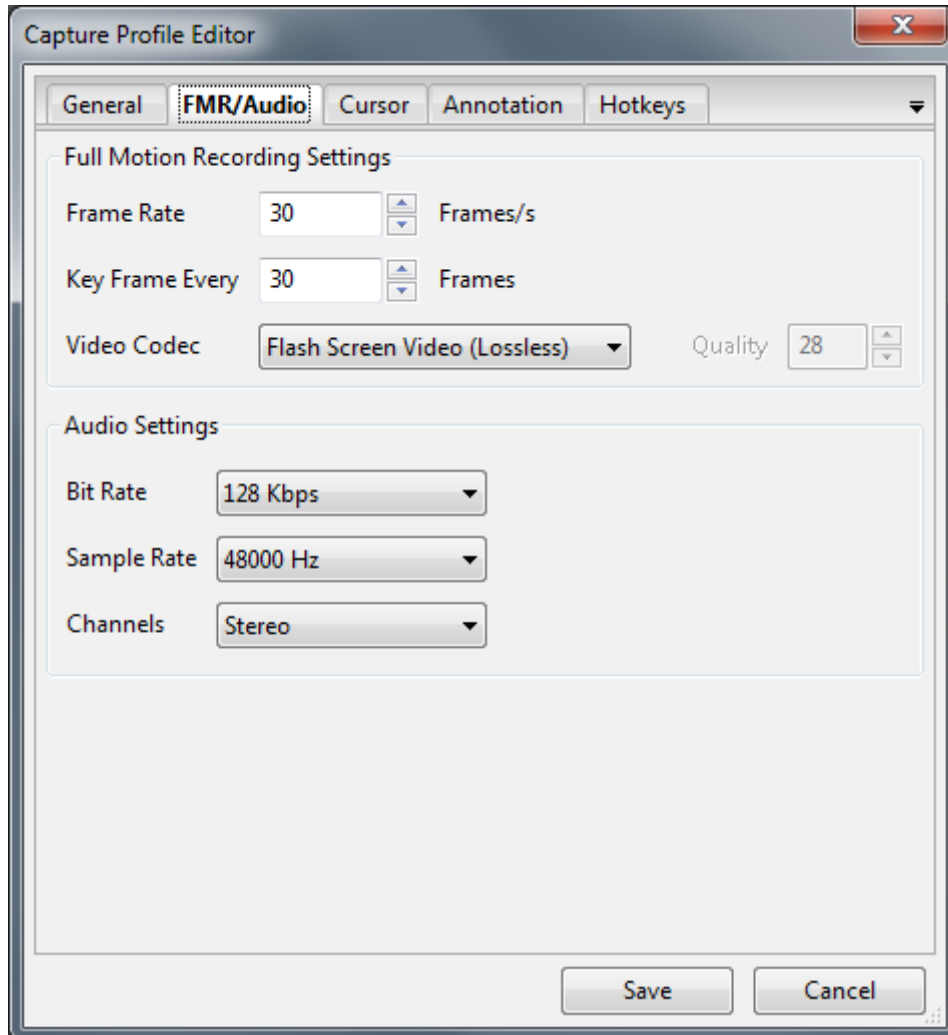 Capture Profile Editor
General FMR/Audio Cursor Annotation Hotkeys
Full Motion Recording Settings
Frame Rate 30 Frames/s
Key Frame Every 30 Frames
Video Codec Flash Screen Video (Lossless) Quality 28
Audio Settings
Bit Rate 128 Kbps
Sample Rate 48000 Hz
Channels Stereo
Save Cancel